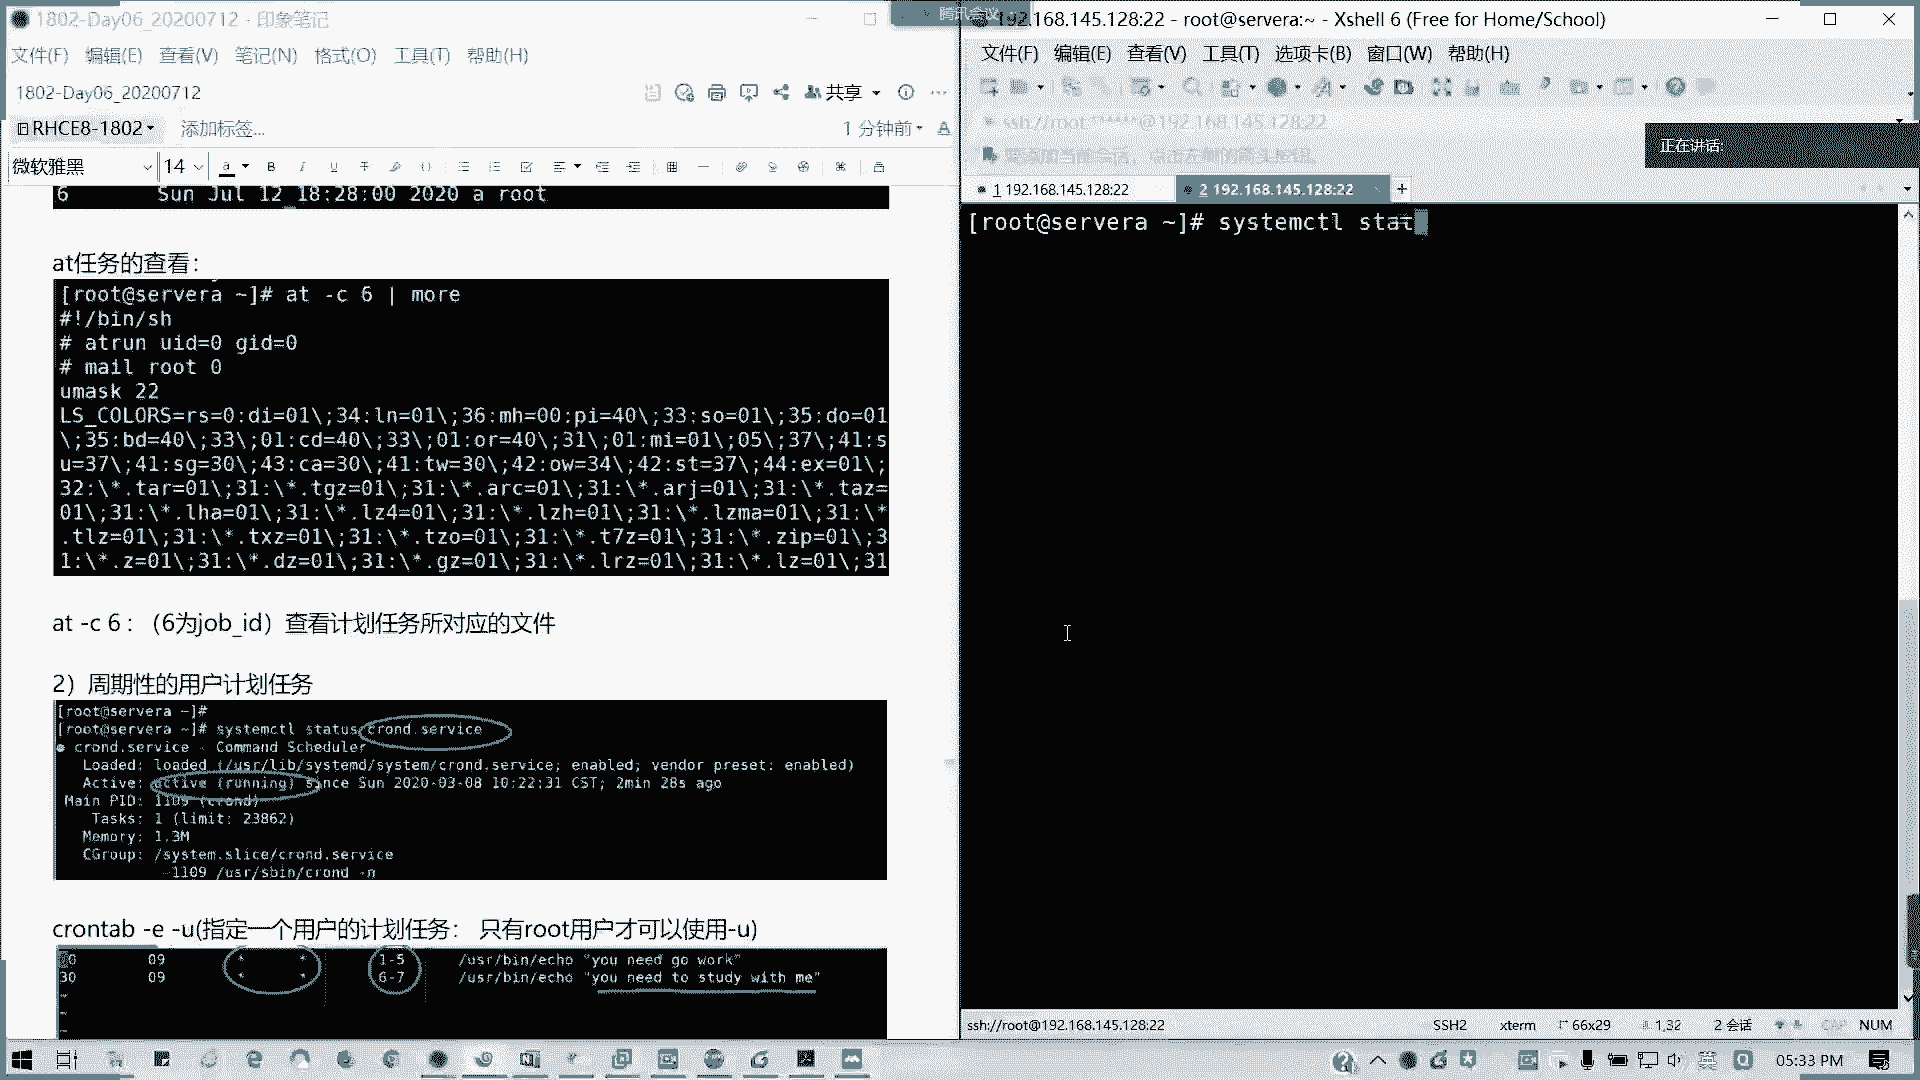 1802-Day06_20200712 - 印象笔记
文件(F) 编辑(E) 查看(V) 笔记(N) 格式(O) 工具(T) 帮助(H)
1802-Day06_20200712
共享
RHCE8-1802
添加标签...
1 分钟前
微软雅黑 14
6 Sun Jul 12 18:28:00 2020 a root
at任务的查看：
[root@servera ~]# at -c 6 | more
#!/bin/sh
# atrun uid=0 gid=0
# mail root 0
umask 22
LS_COLORS=rs=0:di=01\;34:ln=01\;36:mh=00:pi=40\;33:so=01\;35:do=01
\;35:bd=40\;33\;01:cd=40\;33\;01:or=40\;31\;01:mi=01\;05\;37\;41:s
u=37\;41:sg=30\;43:ca=30\;41:tw=30\;42:ow=34\;42:st=37\;44:ex=01\;
32:\*.tar=01\;31:\*.tgz=01\;31:\*.arc=01\;31:\*.arj=01\;31:\*.taz=
01\;31:\*.lha=01\;31:\*.lz4=01\;31:\*.lzh=01\;31:\*.lzma=01\;31:\*
.tlz=01\;31:\*.txz=01\;31:\*.tzo=01\;31:\*.t7z=01\;31:\*.zip=01\;3
1:\*.z=01\;31:\*.dz=01\;31:\*.gz=01\;31:\*.lrz=01\;31:\*.lz=01\;31
at -c 6：（6为job_id）查看计划任务所对应的文件
2）周期性的用户计划任务
[root@servera ~]#
[root@servera ~]# systemctl status crond.service
● crond.service - Command Scheduler
Loaded: loaded (/usr/lib/systemd/system/crond.service; enabled; vendor preset: enabled)
Active: active (running) since Sun 2020-03-08 10:22:31 CST; 2min 28s ago
Main PID: 1109 (crond)
Tasks: 1 (limit: 23862)
Memory: 1.3M
CGroup: /system.slice/crond.service
─1109 /usr/sbin/crond -n
crontab -e -u(指定一个用户的计划任务： 只有root用户才可以使用-u)
00 09 * * 1-5 /usr/bin/echo "you need go work"
30 09 * * 6-7 /usr/bin/echo "you need to study with me"
~
~
腾讯会议
192.168.145.128:22 - root@servera:~ - Xshell 6 (Free for Home/School)
文件(F) 编辑(E) 查看(V) 工具(T) 选项卡(B) 窗口(W) 帮助(H)
ssh://root:*****@192.168.145.128:22
要添加当前会话，点击左侧的箭头按钮。
正在讲话:
1 192.168.145.128:22
2 192.168.145.128:22
[root@servera ~]# systemctl stat
ssh://root@192.168.145.128:22
SSH2 xterm 66x29 1,32 2 会话 CAP NUM
英
05:33 PM